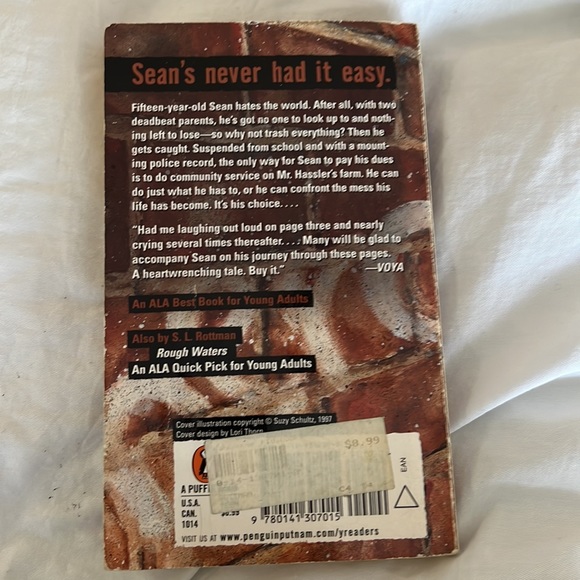 Sean's never had it easy.
Fifteen-year-old Sean hates the world. After all, with two
deadbeat parents, he's got no one to look up to and noth-
ing left to lose—so why not trash everything? Then he
gets caught. Suspended from school and with a mount-
ing police record, the only way for Sean to pay his dues
is to do community service on Mr. Hassler's farm. He can
do just what he has to, or he can confront the mess his
life has become. It's his choice. . . .
"Had me laughing out loud on page three and nearly
crying several times thereafter. . . . Many will be glad to
accompany Sean on his journey through these pages.
A heartwrenching tale. Buy it." —VOYA
An ALA Best Book for Young Adults
Also by S. L. Rottman
Rough Waters
An ALA Quick Pick for Young Adults
Cover illustration copyright © Suzy Schultz, 1997
Cover design by Lori Thorn
$8.99
A PUFFI
U.S.A.
CAN.
1014
EAN
9 780141 307015
VISIT US AT www.penguinputnam.com/yreaders